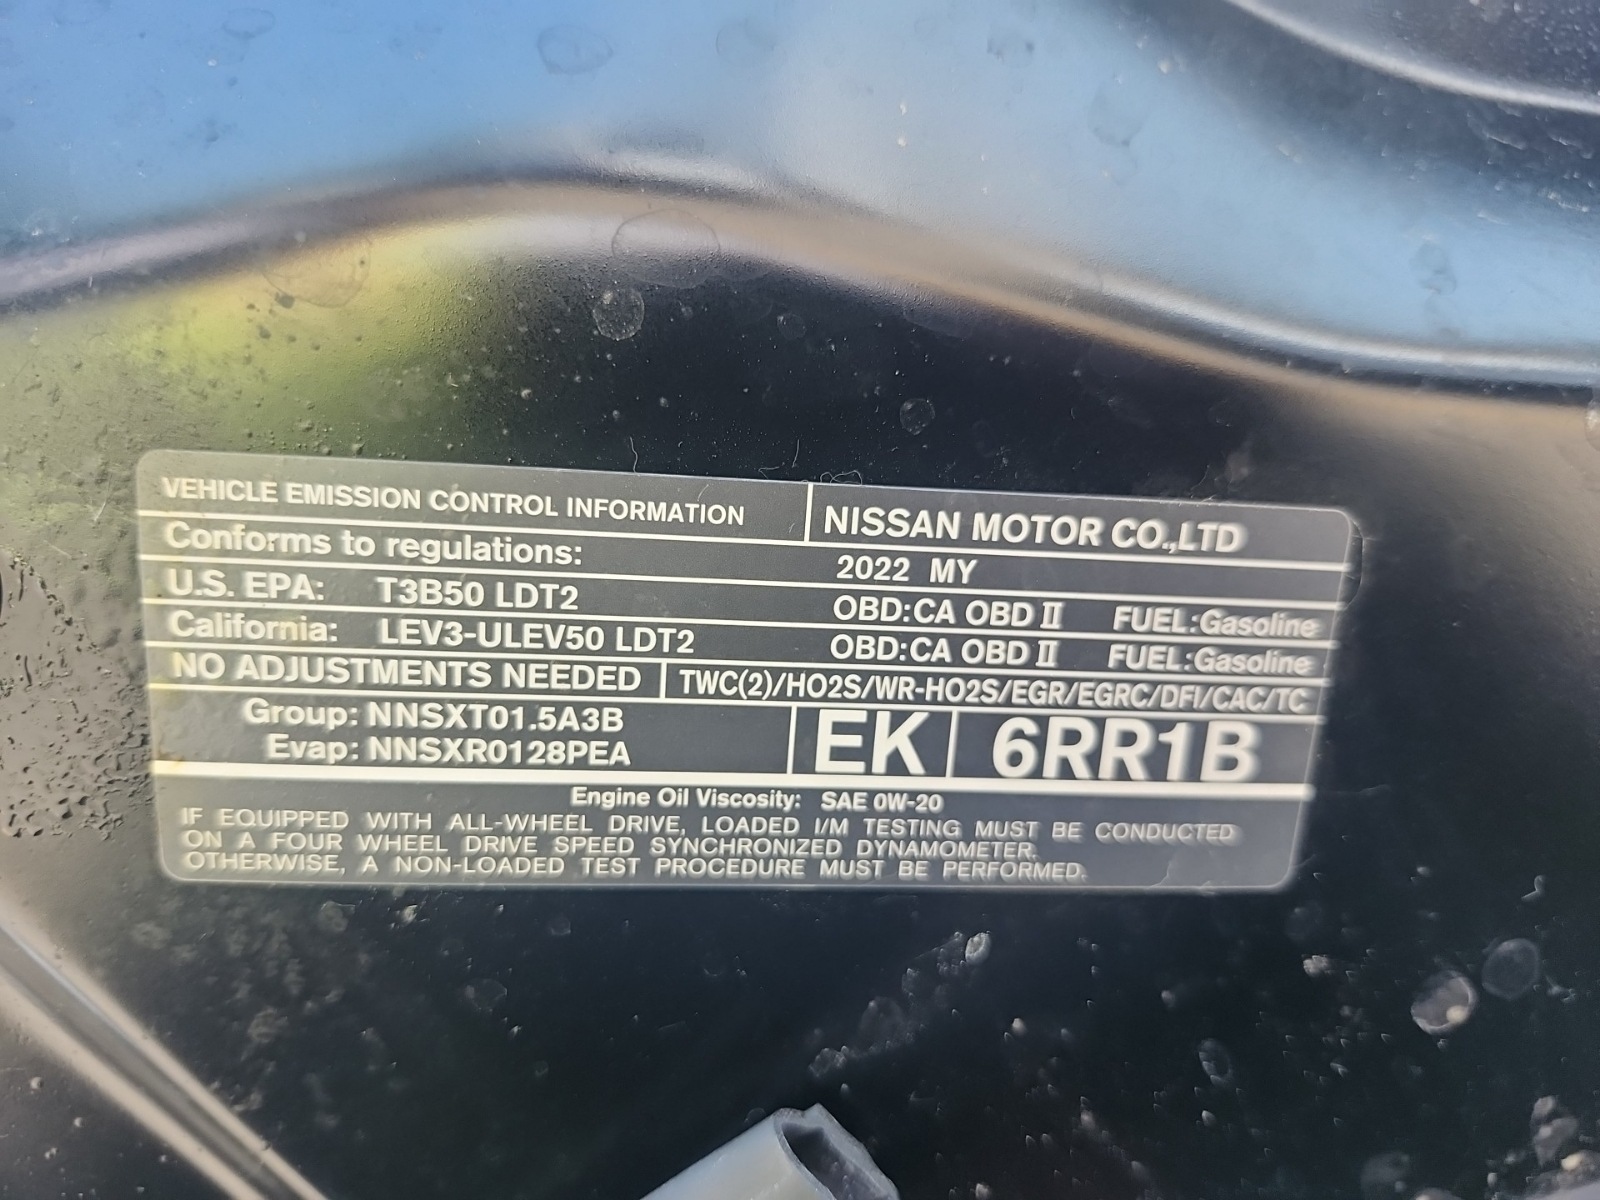 VEHICLE EMISSION CONTROL INFORMATION NISSAN MOTOR CO.,LTD
Conforms to regulations: 2022 MY
U.S. EPA: T3B50 LDT2 OBD:CA OBD II FUEL:Gasoline
California: LEV3-ULEV50 LDT2 OBD:CA OBD II FUEL:Gasoline
NO ADJUSTMENTS NEEDED TWC(2)/HO2S/WR-HO2S/EGR/EGRC/DFI/CAC/TC
Group: NNSXT01.5A3B EK 6RR1B
Evap: NNSXR0128PEA
Engine Oil Viscosity: SAE 0W-20
IF EQUIPPED WITH ALL-WHEEL DRIVE, LOADED I/M TESTING MUST BE CONDUCTED
ON A FOUR WHEEL DRIVE SPEED SYNCHRONIZED DYNAMOMETER.
OTHERWISE, A NON-LOADED TEST PROCEDURE MUST BE PERFORMED.